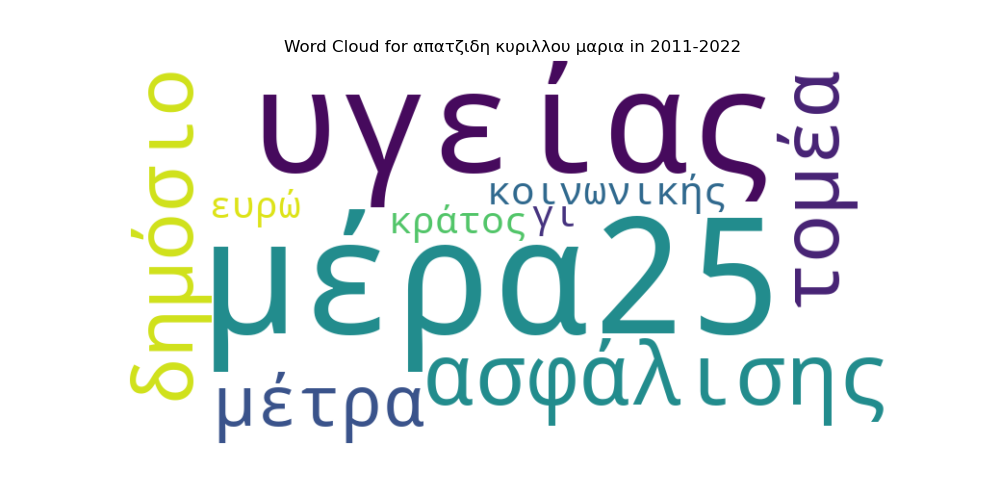 Word Cloud for απατζιδη κυριλλου μαρια in 2011-2022
δημόσιο
υγείας
τομέα
ευρώ
κοινωνικής
κράτος
γι
μέρα25
μέτρα
ασφάλισης